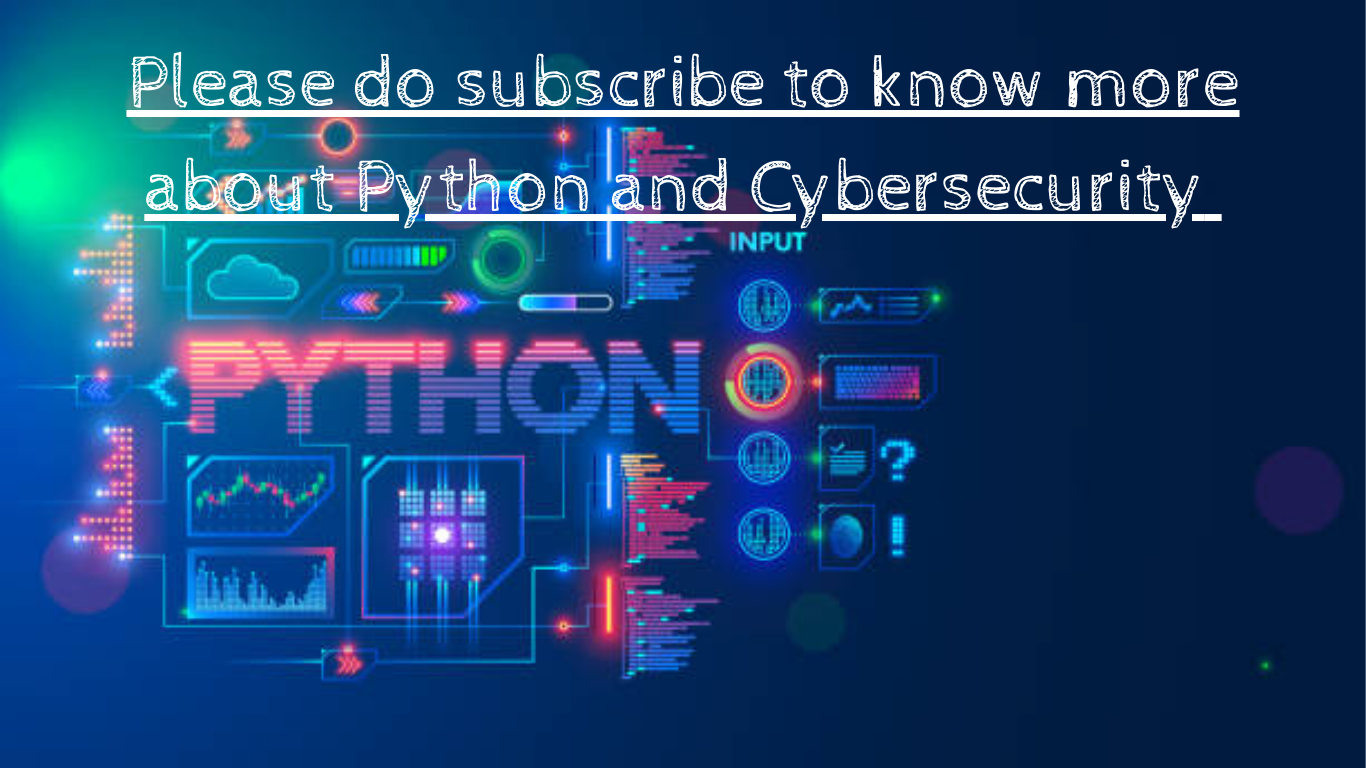 Please do subscribe to know more
about Python and Cybersecurity
INPUT
PYTHON
?
!